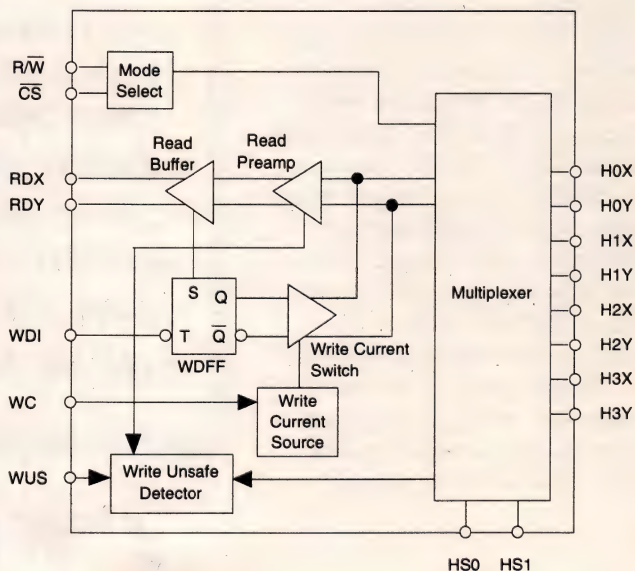 R/W̅
C̅S̅
Mode
Select
Read
Buffer
Read
Preamp
RDX
RDY
S
Q
T
Q̅
WDFF
Write Current
Switch
WDI
WC
Write
Current
Source
WUS
Write Unsafe
Detector
Multiplexer
H0X
H0Y
H1X
H1Y
H2X
H2Y
H3X
H3Y
HS0
HS1